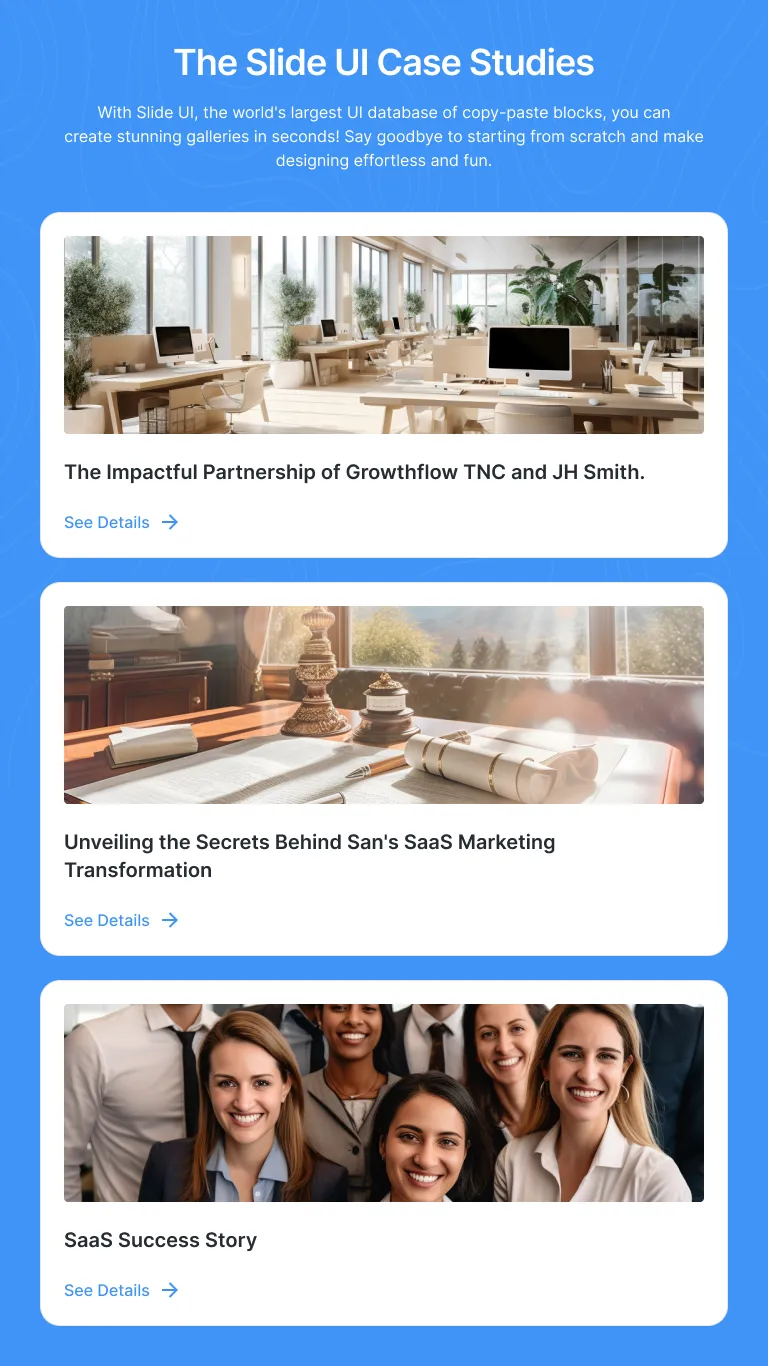 The Slide UI Case Studies
With Slide UI, the world's largest UI database of copy-paste blocks, you can
create stunning galleries in seconds! Say goodbye to starting from scratch and make
designing effortless and fun.
The Impactful Partnership of Growthflow TNC and JH Smith.
See Details
Unveiling the Secrets Behind San's SaaS Marketing
Transformation
See Details
SaaS Success Story
See Details